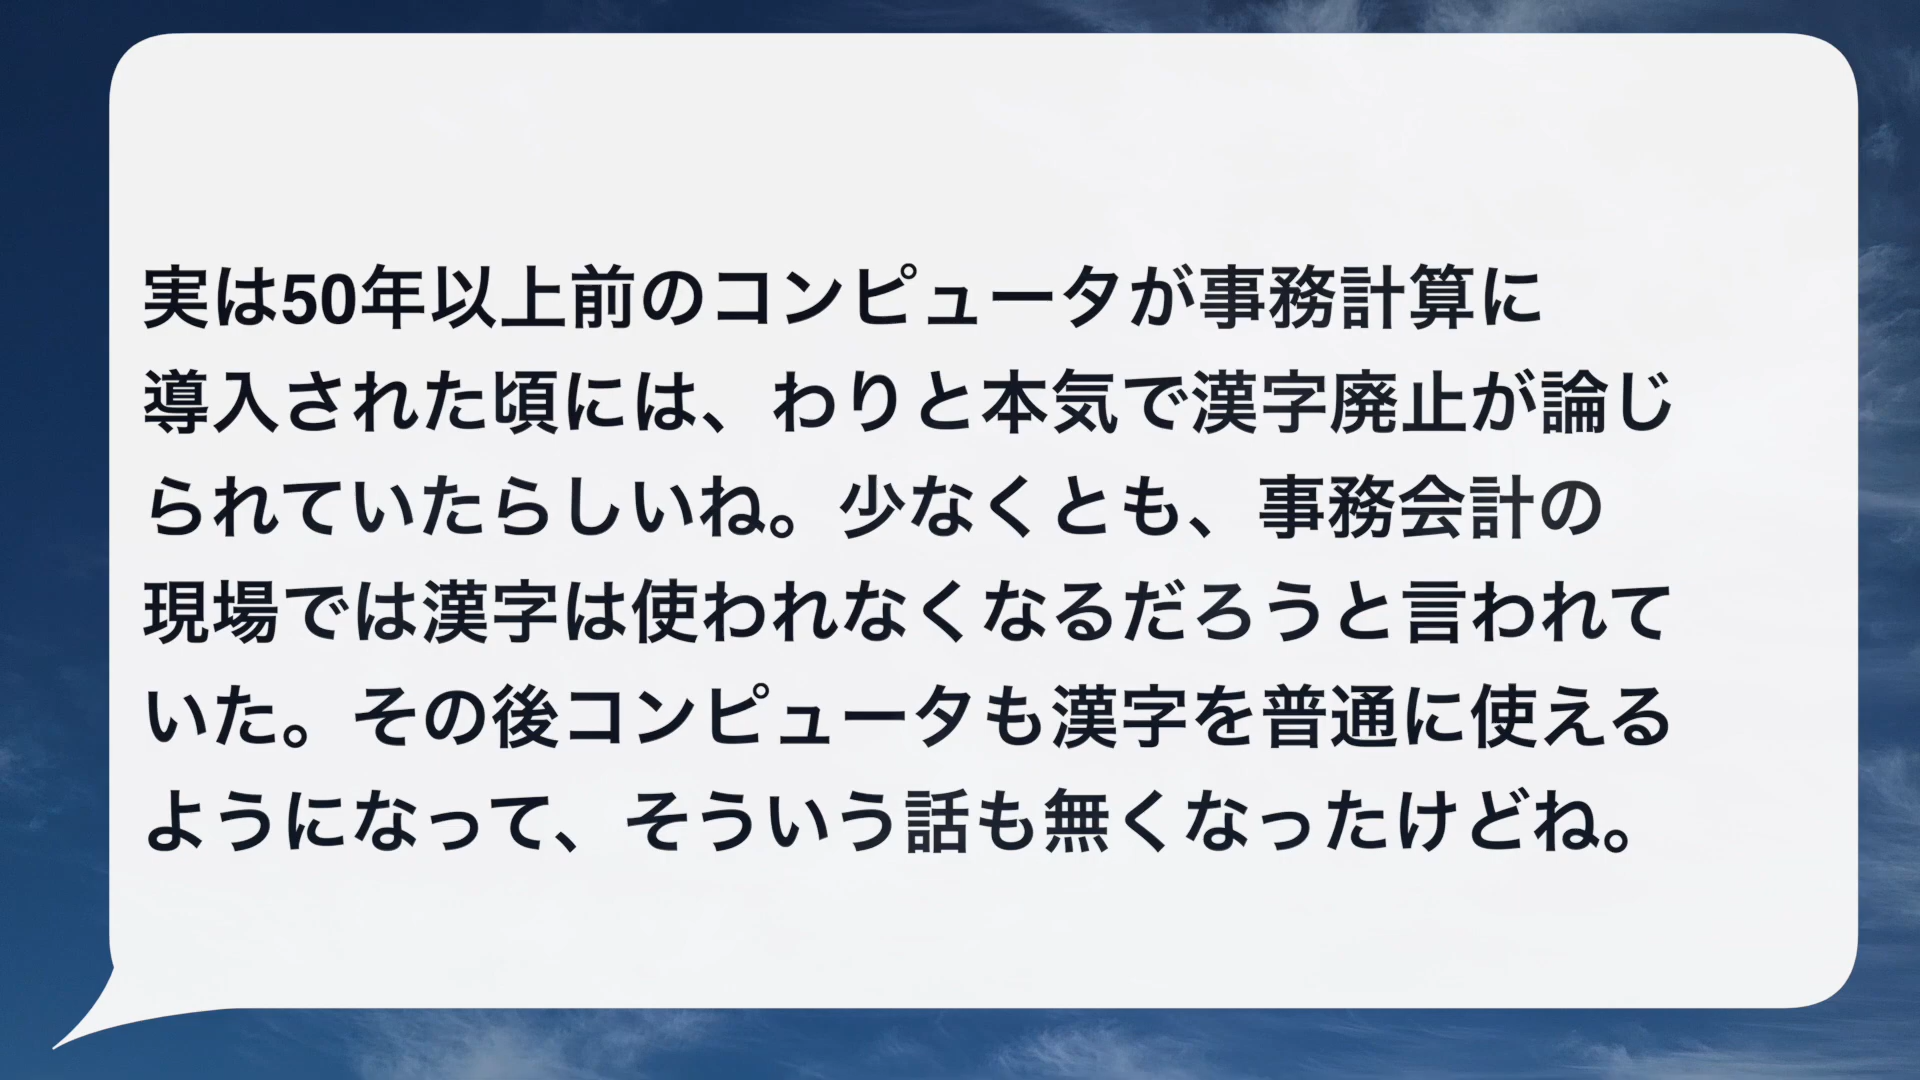 実は50年以上前のコンピュータが事務計算に
導入された頃には、わりと本気で漢字廃止が論じ
られていたらしいね。少なくとも、事務会計の
現場では漢字は使われなくなるだろうと言われて
いた。その後コンピュータも漢字を普通に使える
ようになって、そういう話も無くなったけどね。